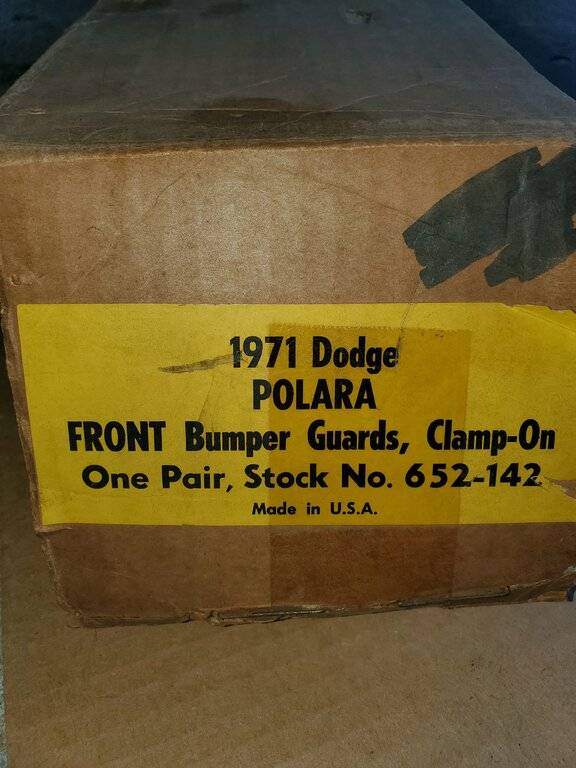 1971 Dodge
POLARA
FRONT Bumper Guards, Clamp-On
One Pair, Stock No. 652-142
Made in U.S.A.